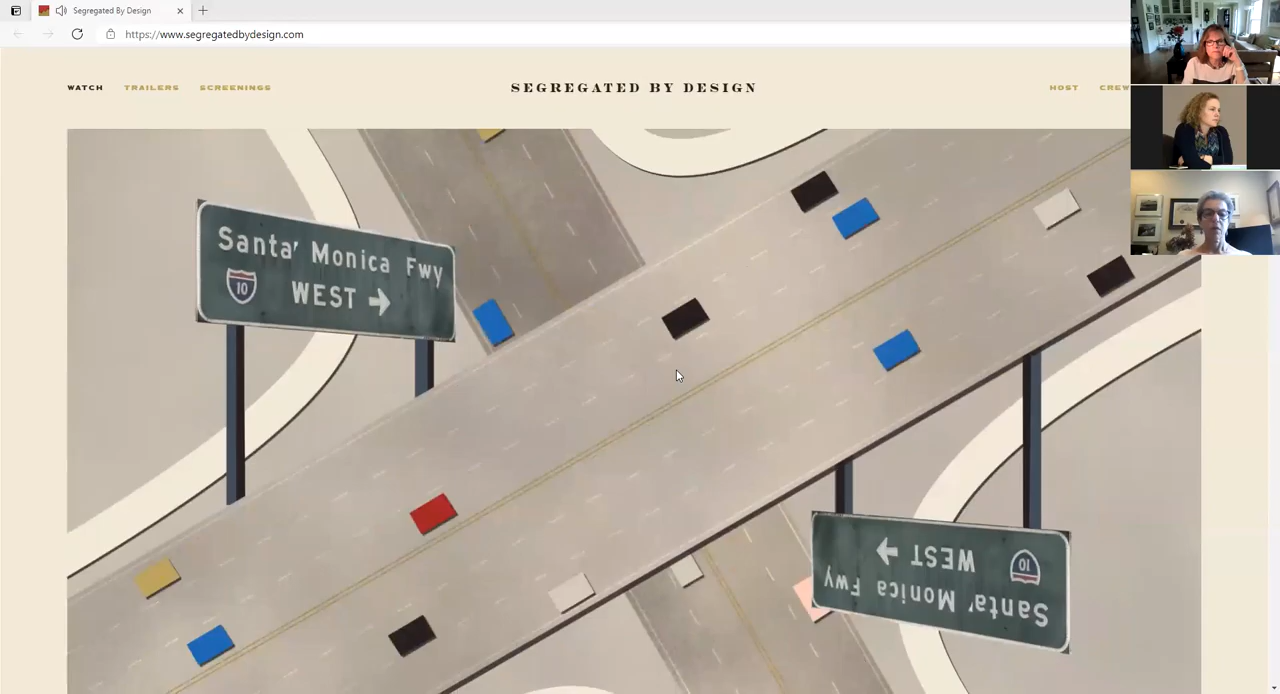 Segregated By Design
https://www.segregatedbydesign.com
WATCH TRAILERS SCREENINGS SEGREGATED BY DESIGN HOST CREW
Santa Monica Fwy
10 WEST →
10 WEST →
Santa Monica Fwy